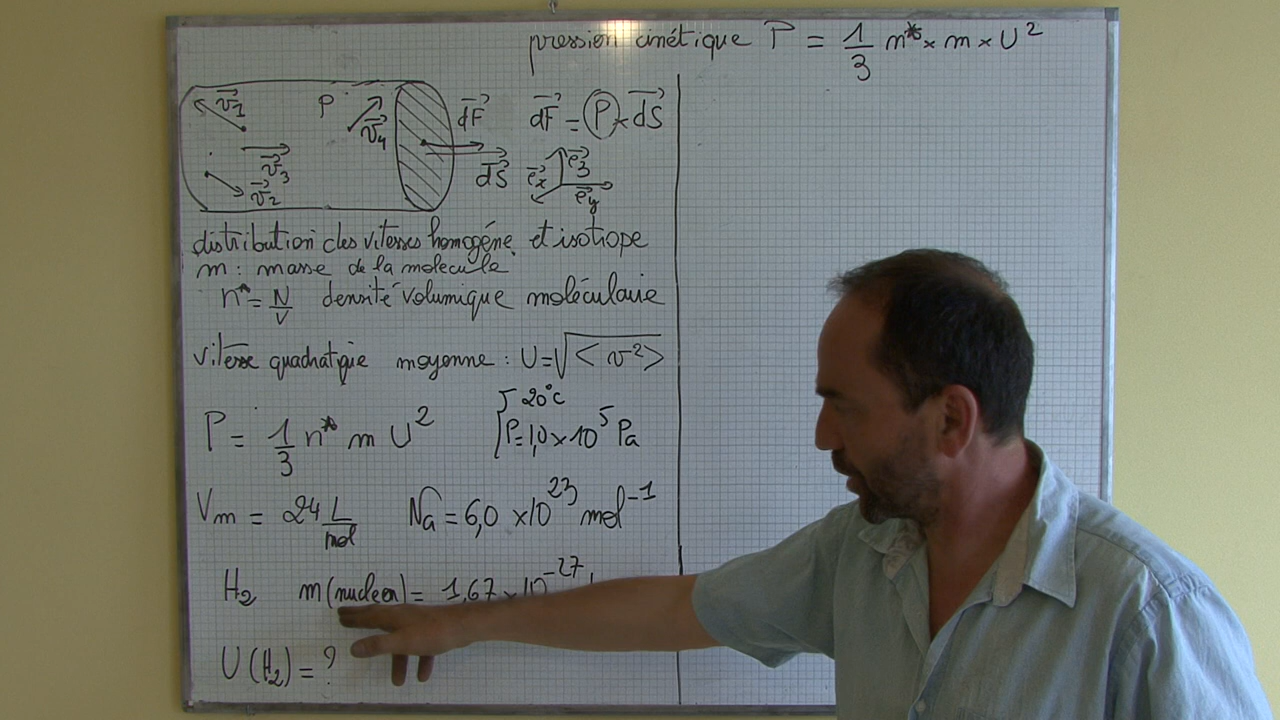 pression cinétique P = 1/3 n* × m × U²
v₁ P v₄ dF dF = P × dS
v₃ v₂ dS eₓ e₃ e_y
distribution des vitesses homogéne et isotrope
m : masse de la molecule
n* = N/V densité volumique moléculaire
vitesse quadratique moyenne : U = √<v²>
20°C
P = 1/3 n* m U² P = 1,0 × 10⁵ Pa
Vm = 24 L/mol Na = 6,0 × 10²³ mol⁻¹
H₂ m(nucleon) = 1,67 × 10⁻²⁷
U(H₂) = ?